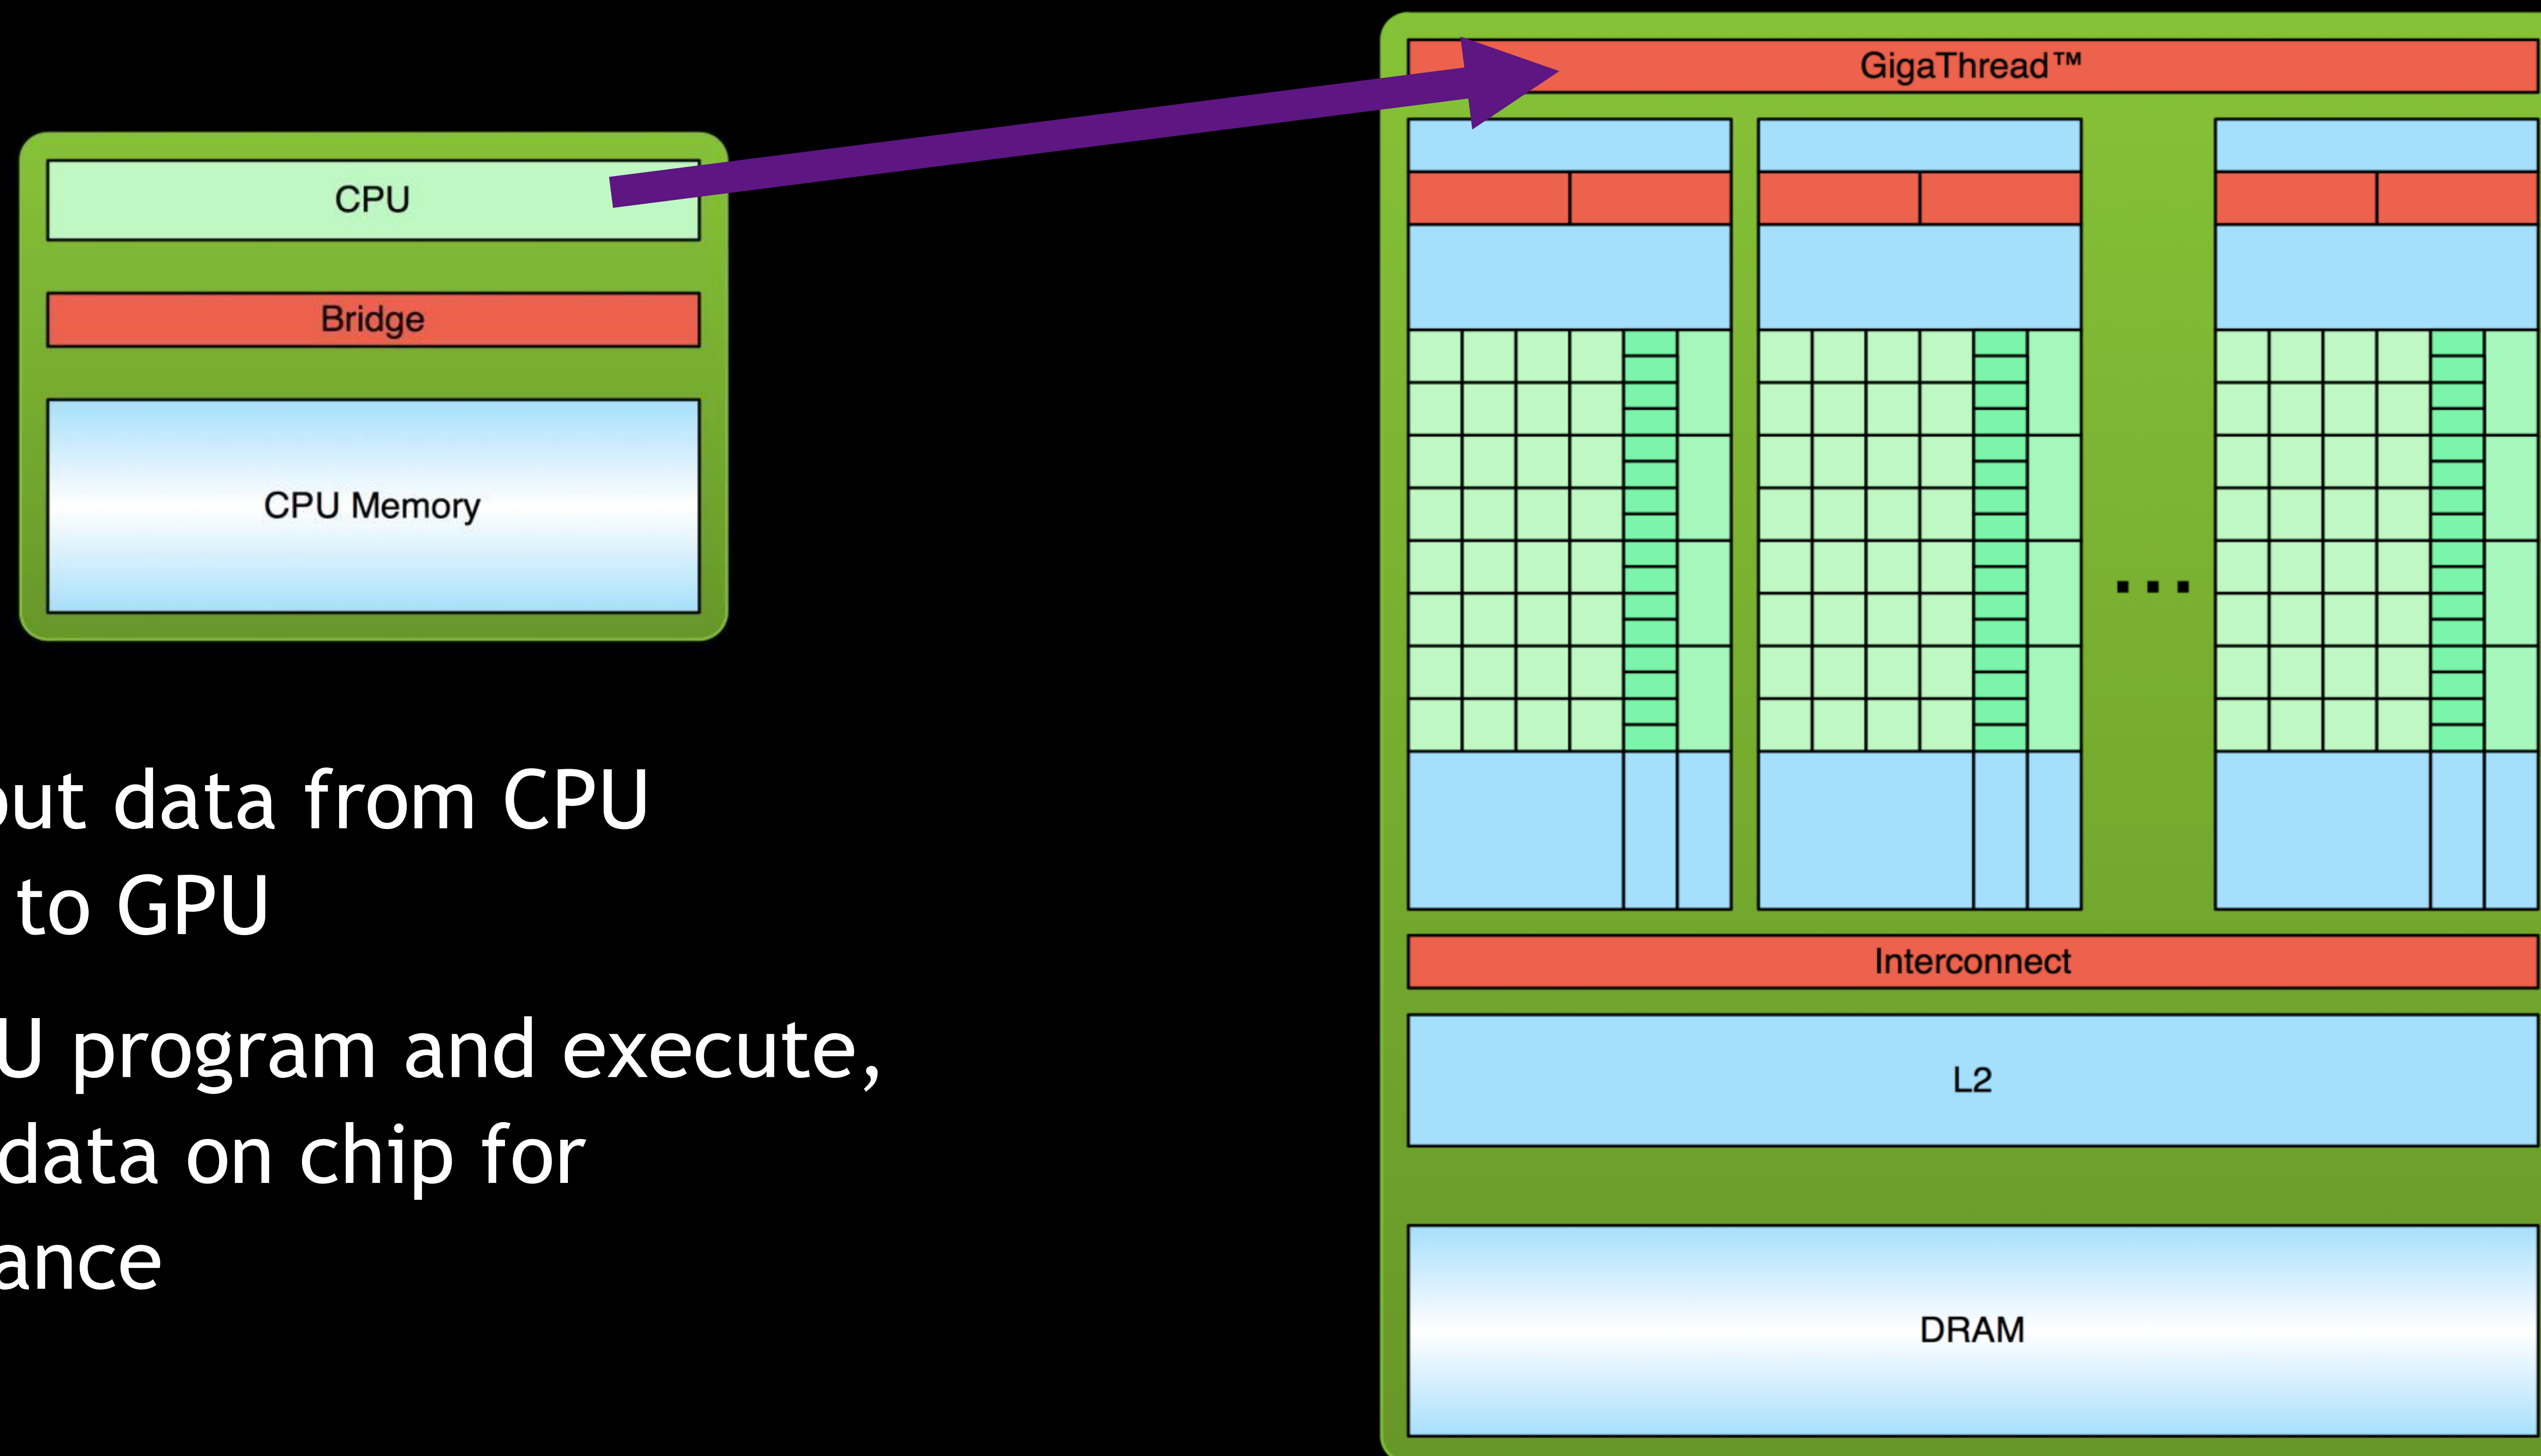 CPU
Bridge
CPU Memory
put data from CPU
to GPU
U program and execute,
data on chip for
ance
GigaThread™
...
Interconnect
L2
DRAM